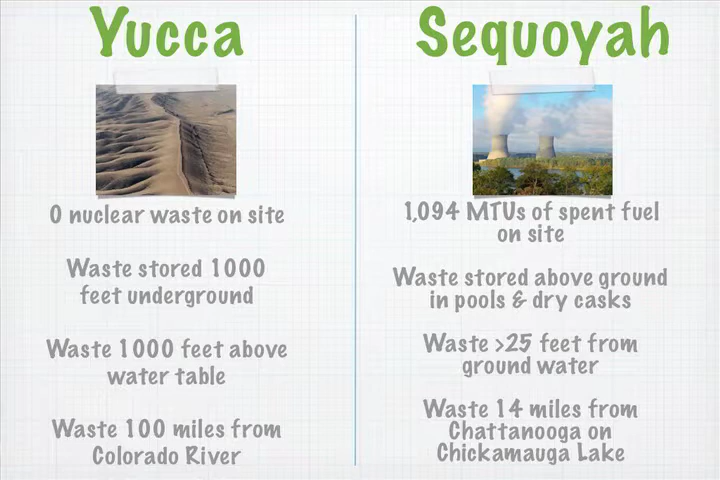 Yucca
0 nuclear waste on site
Waste stored 1000
feet underground
Waste 1000 feet above
water table
Waste 100 miles from
Colorado River
Sequoyah
1,094 MTUs of spent fuel
on site
Waste stored above ground
in pools & dry casks
Waste >25 feet from
ground water
Waste 14 miles from
Chattanooga on
Chickamauga Lake